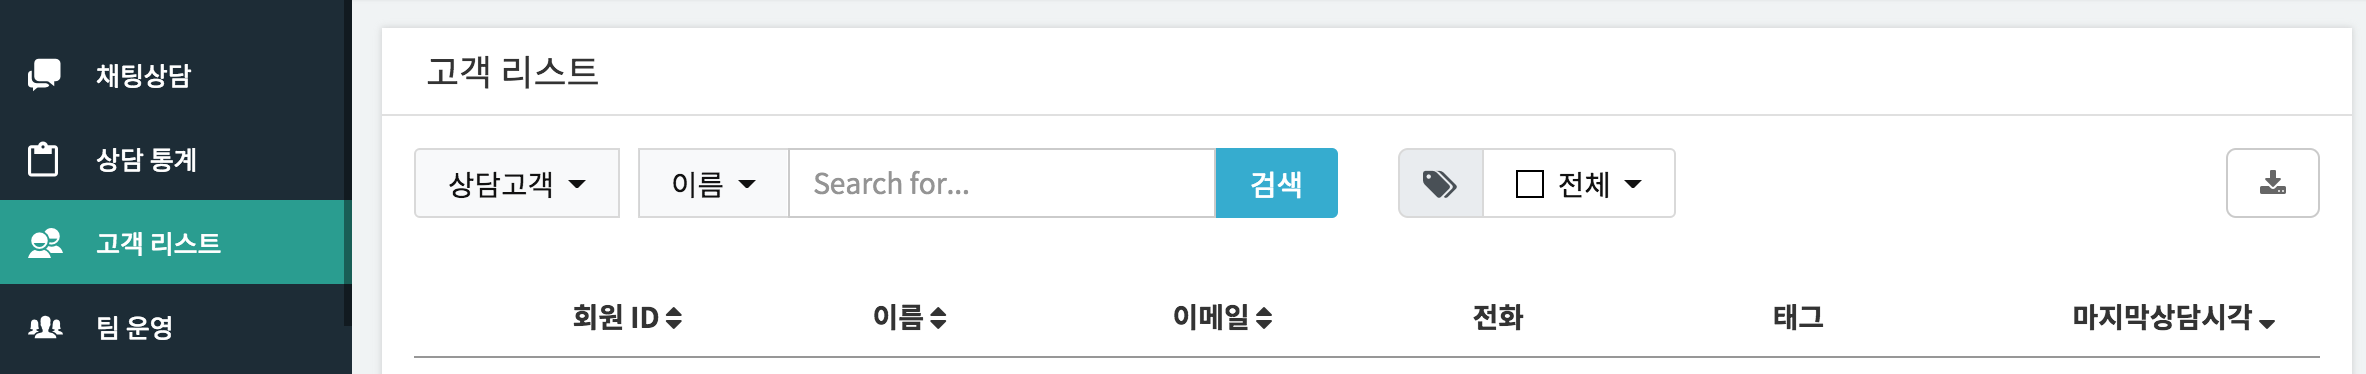 채팅상담
상담 통계
고객 리스트
팀 운영
고객 리스트
상담고객 이름 Search for... 검색 전체
회원 ID 이름 이메일 전화 태그 마지막상담시각